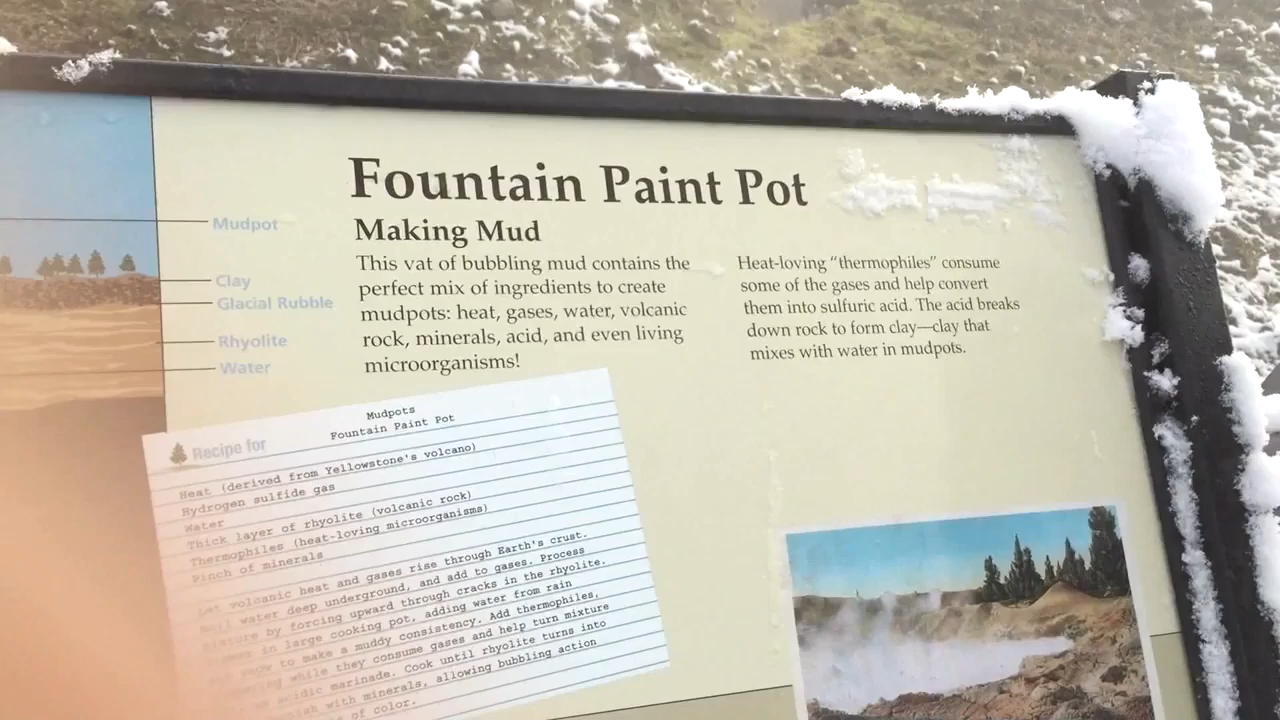 Fountain Paint Pot
Making Mud
This vat of bubbling mud contains the
perfect mix of ingredients to create
mudpots: heat, gases, water, volcanic
rock, minerals, acid, and even living
microorganisms!
Heat-loving “thermophiles” consume
some of the gases and help convert
them into sulfuric acid. The acid breaks
down rock to form clay—clay that
mixes with water in mudpots.
Mudpot
Clay
Glacial Rubble
Rhyolite
Water
Recipe for
Mudpots
Fountain Paint Pot
Heat (derived from Yellowstone's volcano)
Hydrogen sulfide gas
Water
Thick layer of rhyolite (volcanic rock)
Thermophiles (heat-loving microorganisms)
Pinch of minerals
Let volcanic heat and gases rise through Earth's crust.
Boil water deep underground, and add to gases. Process
mixture by forcing upward through cracks in the rhyolite.
in large cooking pot, adding water from rain
snow to make a muddy consistency. Add thermophiles,
while they consume gases and help turn mixture
acidic marinade. Cook until rhyolite turns into
with minerals, allowing bubbling action
of color.